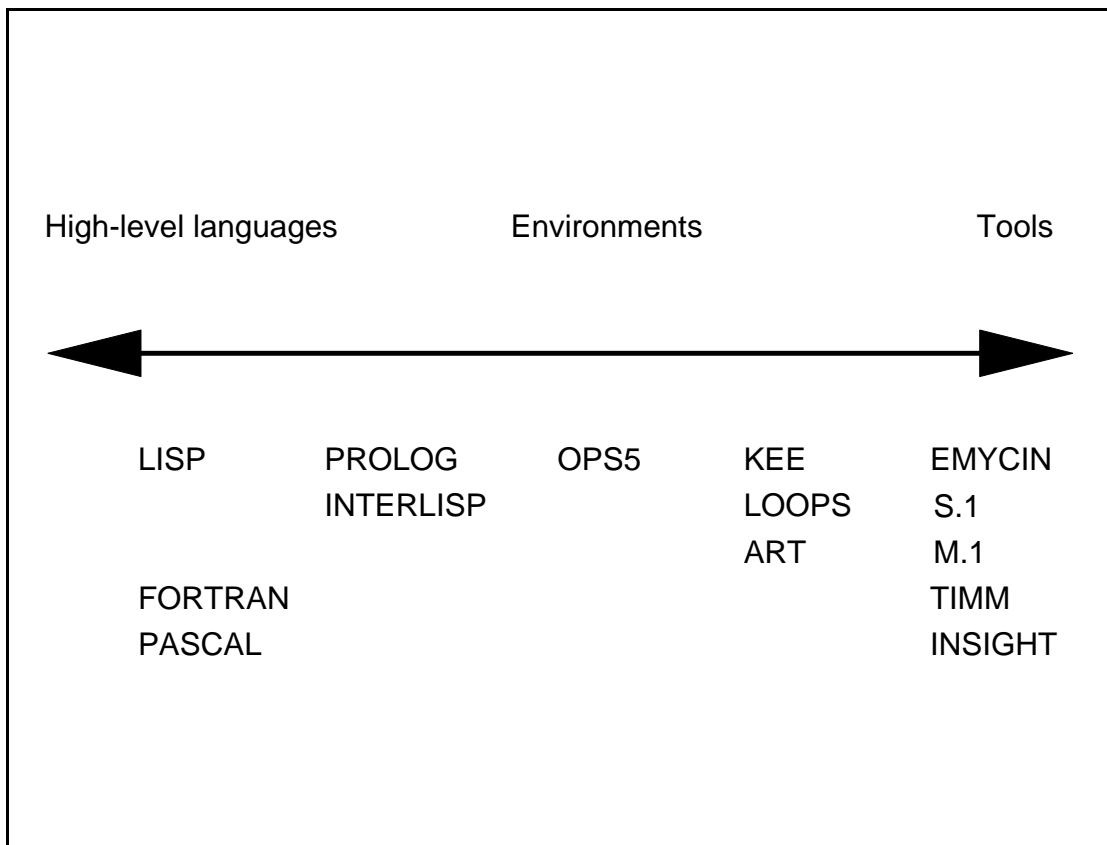 High-level languages Environments Tools
LISP PROLOG OPS5 KEE EMYCIN
INTERLISP LOOPS S.1
ART M.1
FORTRAN TIMM
PASCAL INSIGHT